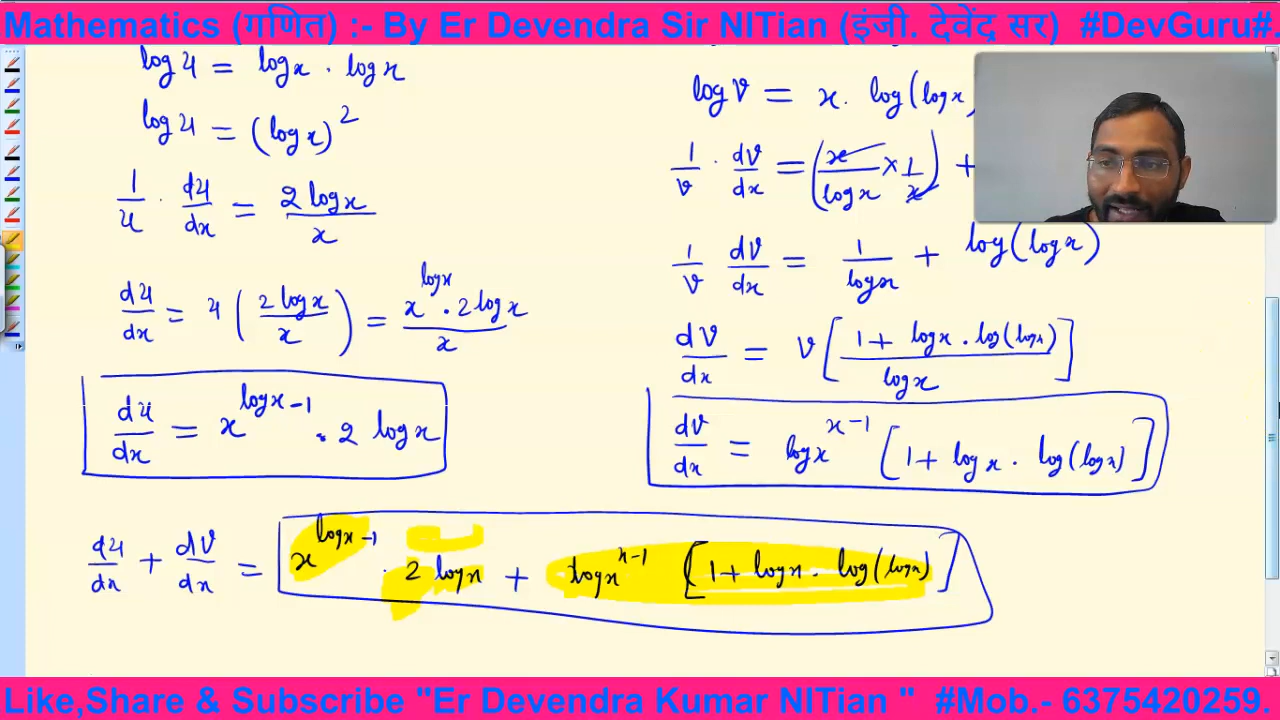 Mathematics (गणित) :- By Er Devendra Sir NITian (इंजी. देवेंद्र सर) #DevGuru#.
log u = log x . log x
log u = (log x)^2
1/u . du/dx = 2 log x / x
du/dx = u (2 log x / x) = x^(log x) . 2 log x / x
du/dx = x^(log x - 1) . 2 log x
log v = x . log(log x)
1/v . dv/dx = (x/log x × 1/x) +
1/v dv/dx = 1/log x + log(log x)
dv/dx = v [(1 + log x . log(log x)) / log x]
dv/dx = log x^(x-1) [1 + log x . log(log x)]
du/dx + dv/dx = x^(log x - 1) . 2 log x + log x^(x-1) [1 + log x . log(log x)]
Like,Share & Subscribe "Er Devendra Kumar NITian " #Mob.- 6375420259.